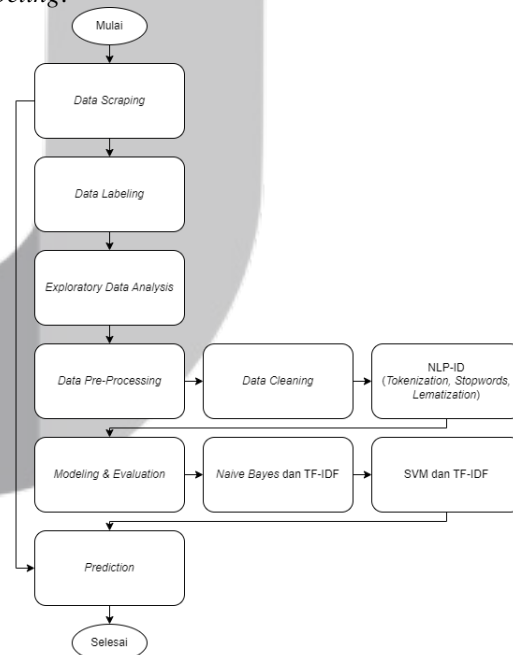 Mulai
Data Scraping
Data Labeling
Exploratory Data Analysis
Data Pre-Processing
Data Cleaning
NLP-ID
(Tokenization, Stopwords,
Lematization)
Modeling & Evaluation
Naive Bayes dan TF-IDF
SVM dan TF-IDF
Prediction
Selesai